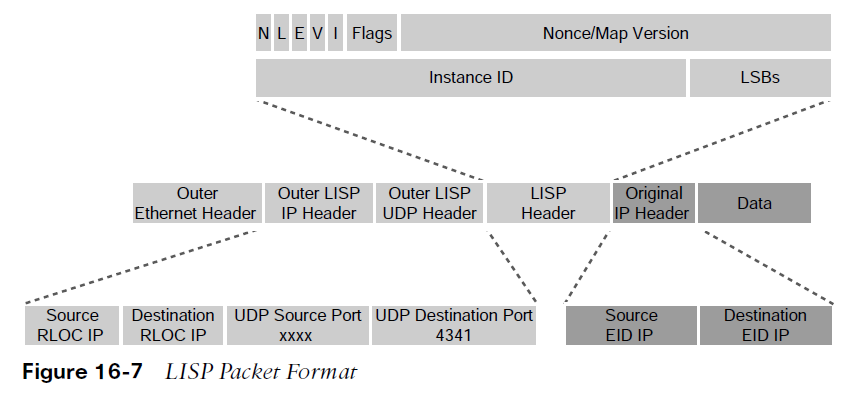 N L E V I Flags Nonce/Map Version
Instance ID LSBs
Outer Ethernet Header
Outer LISP IP Header
Outer LISP UDP Header
LISP Header
Original IP Header
Data
Source RLOC IP
Destination RLOC IP
UDP Source Port xxxx
UDP Destination Port 4341
Source EID IP
Destination EID IP
Figure 16-7 LISP Packet Format